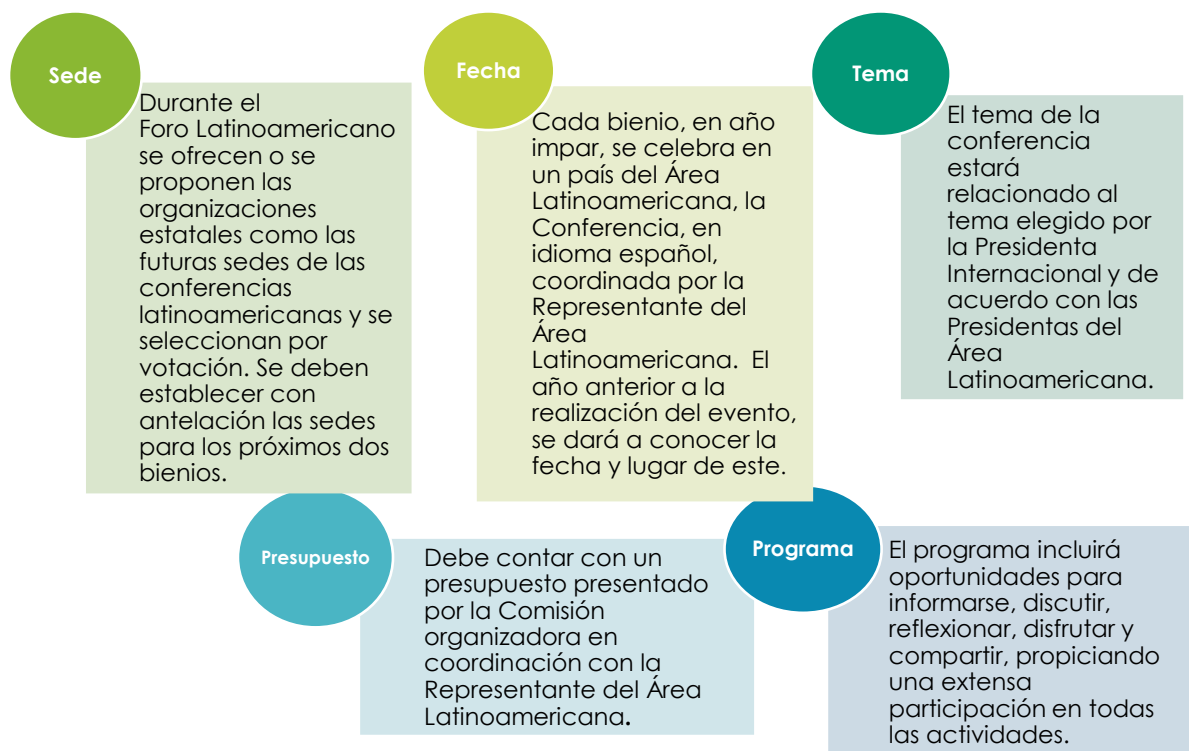 Sede
Durante el
Foro Latinoamericano
se ofrecen o se
proponen las
organizaciones
estatales como las
futuras sedes de las
conferencias
latinoamericanas y se
seleccionan por
votación. Se deben
establecer con
antelación las sedes
para los próximos dos
bienios.
Fecha
Cada bienio, en año
impar, se celebra en
un país del Área
Latinoamericana, la
Conferencia, en
idioma español,
coordinada por la
Representante del
Área
Latinoamericana. El
año anterior a la
realización del evento,
se dará a conocer la
fecha y lugar de este.
Tema
El tema de la
conferencia
estará
relacionado al
tema elegido por
la Presidenta
Internacional y de
acuerdo con las
Presidentas del
Área
Latinoamericana.
Presupuesto
Debe contar con un
presupuesto presentado
por la Comisión
organizadora en
coordinación con la
Representante del Área
Latinoamericana.
Programa
El programa incluirá
oportunidades para
informarse, discutir,
reflexionar, disfrutar y
compartir, propiciando
una extensa
participación en todas
las actividades.